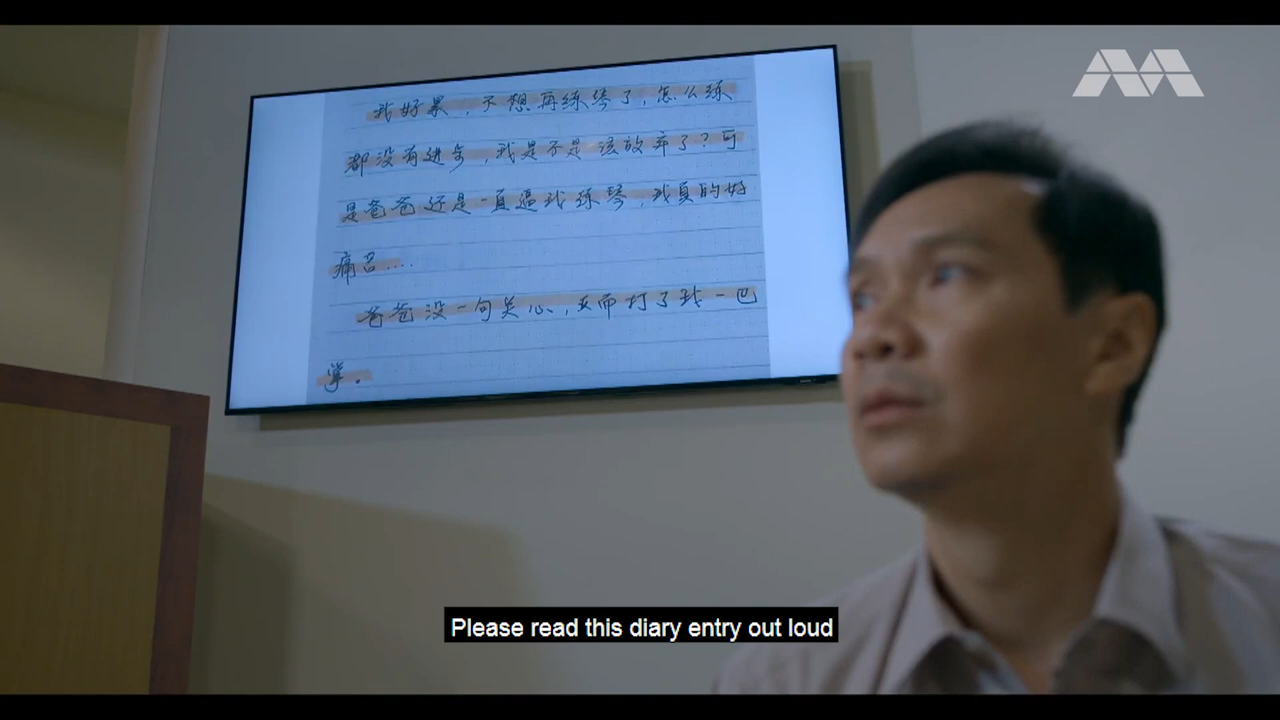 我好累，不想再练琴了，怎么练
都没有进步，我是不是该放弃了？可
是爸爸还是一直逼我练琴，我真的好
痛苦....
爸爸没一句关心，反而打了我一巴
掌。
Please read this diary entry out loud